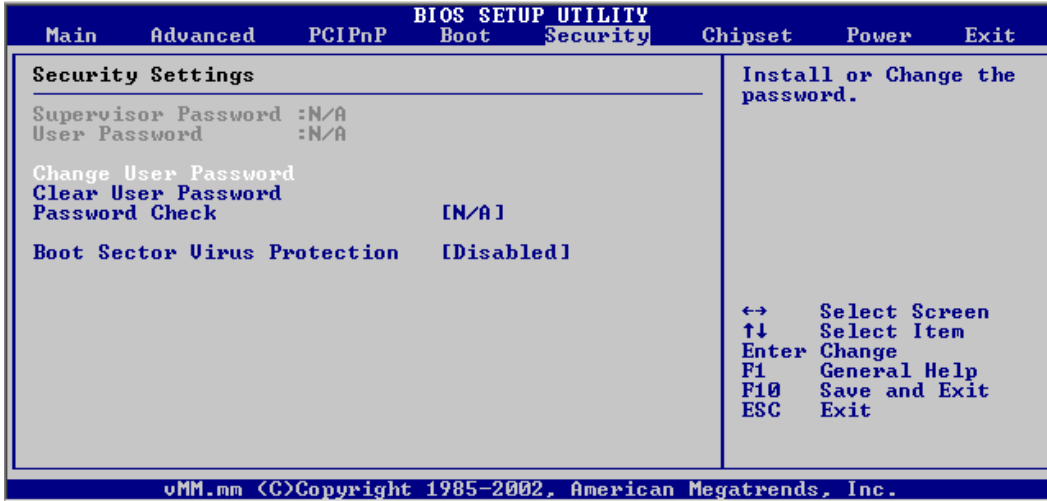 BIOS SETUP UTILITY
Main Advanced PCIPnP Boot Security Chipset Power Exit
Security Settings
Supervisor Password :N/A
User Password :N/A
Change User Password
Clear User Password
Password Check [N/A]
Boot Sector Virus Protection [Disabled]
Install or Change the
password.
↔ Select Screen
↑↓ Select Item
Enter Change
F1 General Help
F10 Save and Exit
ESC Exit
vMM.mm (C)Copyright 1985-2002, American Megatrends, Inc.